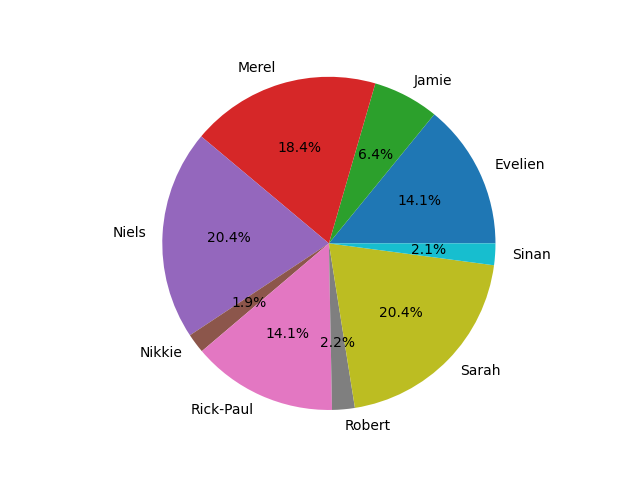 Merel
Jamie
18.4%
6.4%
Evelien
14.1%
Niels
20.4%
2.1%
Sinan
1.9%
20.4%
14.1%
2.2%
Nikkie
Sarah
Rick-Paul
Robert